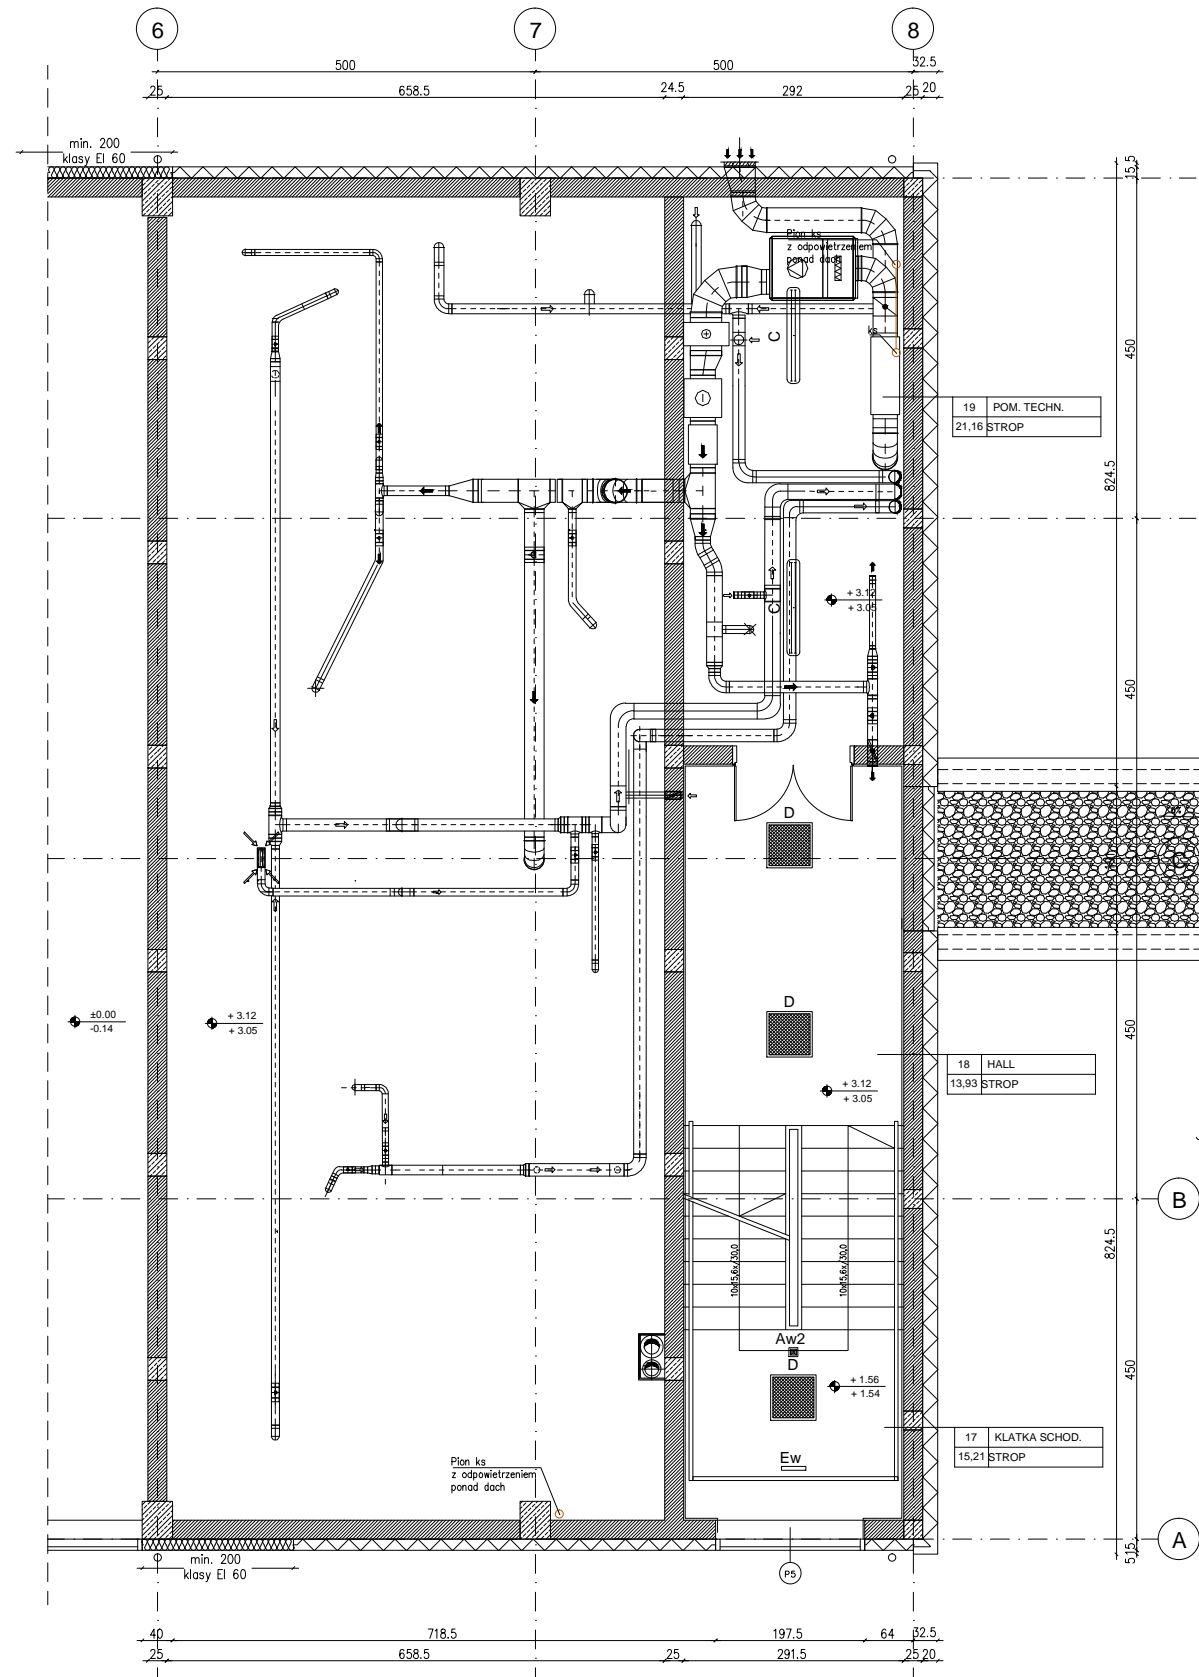 6
7
8
500
500
32.5
25
658.5
24.5
292
25
20
min. 200
klasy EI 60
15.5
Pion ks
z odpowietrzeniem
ponad dach
C
ks
450
19 POM. TECHN.
21,16 STROP
824.5
C
+ 3.12
+ 3.05
450
D
±0.00
-0.14
+ 3.12
+ 3.05
D
450
18 HALL
13,93 STROP
+ 3.12
+ 3.05
B
824.5
10x15,6x/30,0
10x15,6x/30,0
Aw2
D
+ 1.56
+ 1.54
450
17 KLATKA SCHOD.
15,21 STROP
Ew
Pion ks
z odpowietrzeniem
ponad dach
A
min. 200
klasy EI 60
P5
515
40
718.5
197.5
64
32.5
25
658.5
25
291.5
25
20